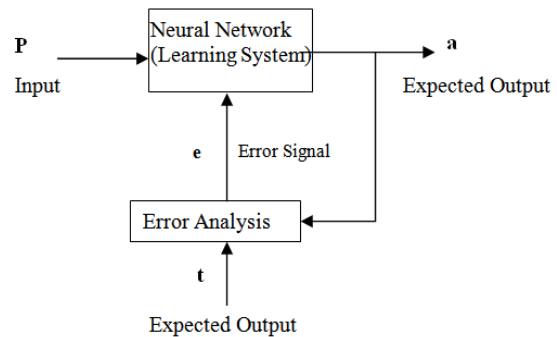 Neural Network
(Learning System)
P
Input
a
Expected Output
e
Error Signal
Error Analysis
t
Expected Output